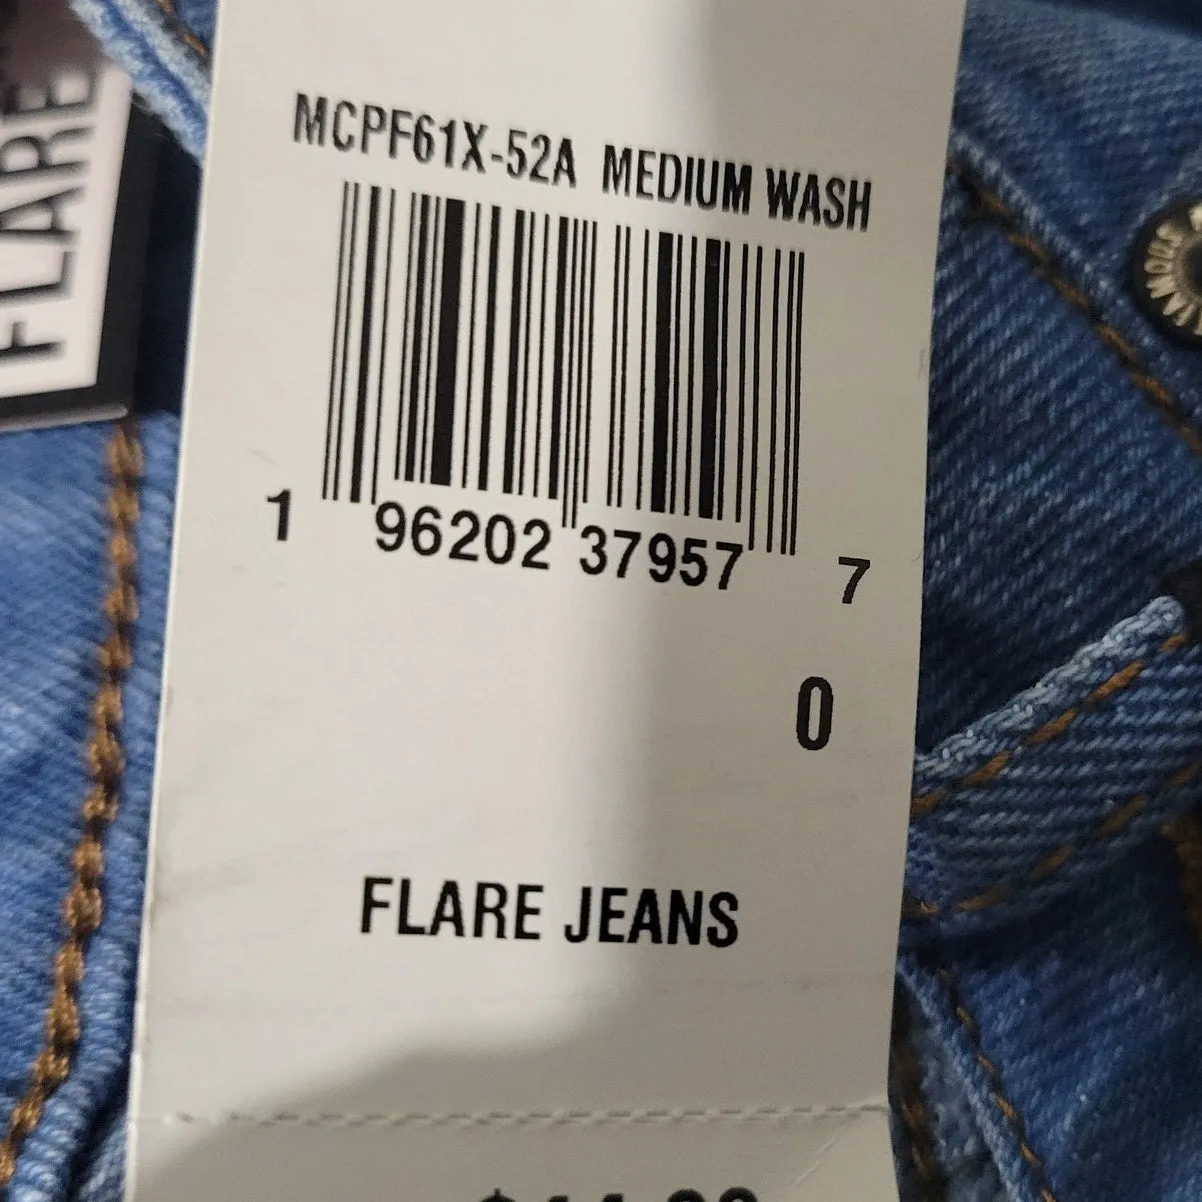 FLARE
MCPF61X-52A MEDIUM WASH
1 96202 37957 7
0
FLARE JEANS